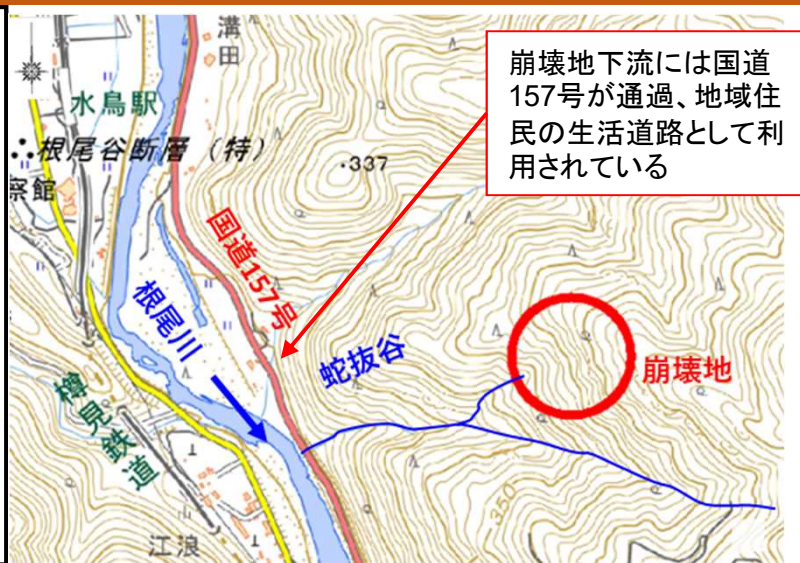 崩壊地下流には国道
157号が通過、地域住
民の生活道路として利
用されている
溝田
水鳥駅
根尾谷断層(特)
察館
・337
国道157号
根尾川
蛇抜谷
崩壊地
樽見鉄道
350
江浪